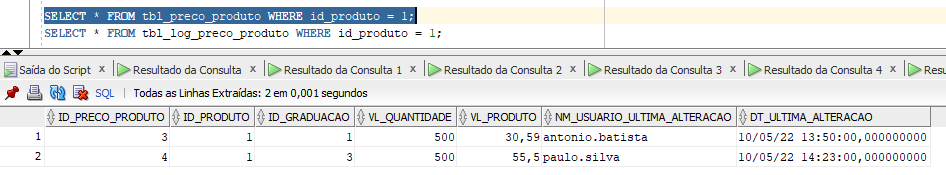 SELECT * FROM tbl_preco_produto WHERE id_produto = 1;
SELECT * FROM tbl_log_preco_produto WHERE id_produto = 1;
Saída do Script x Resultado da Consulta x Resultado da Consulta 1 x Resultado da Consulta 2 x Resultado da Consulta 3 x Resultado da Consulta 4 x Resu
SQL | Todas as Linhas Extraídas: 2 em 0,001 segundos
ID_PRECO_PRODUTO ID_PRODUTO ID_GRADUACAO VL_QUANTIDADE VL_PRODUTO NM_USUARIO_ULTIMA_ALTERACAO DT_ULTIMA_ALTERACAO
1 3 1 1 500 30,59 antonio.batista 10/05/22 13:50:00,000000000
2 4 1 3 500 55,5 paulo.silva 10/05/22 14:23:00,000000000